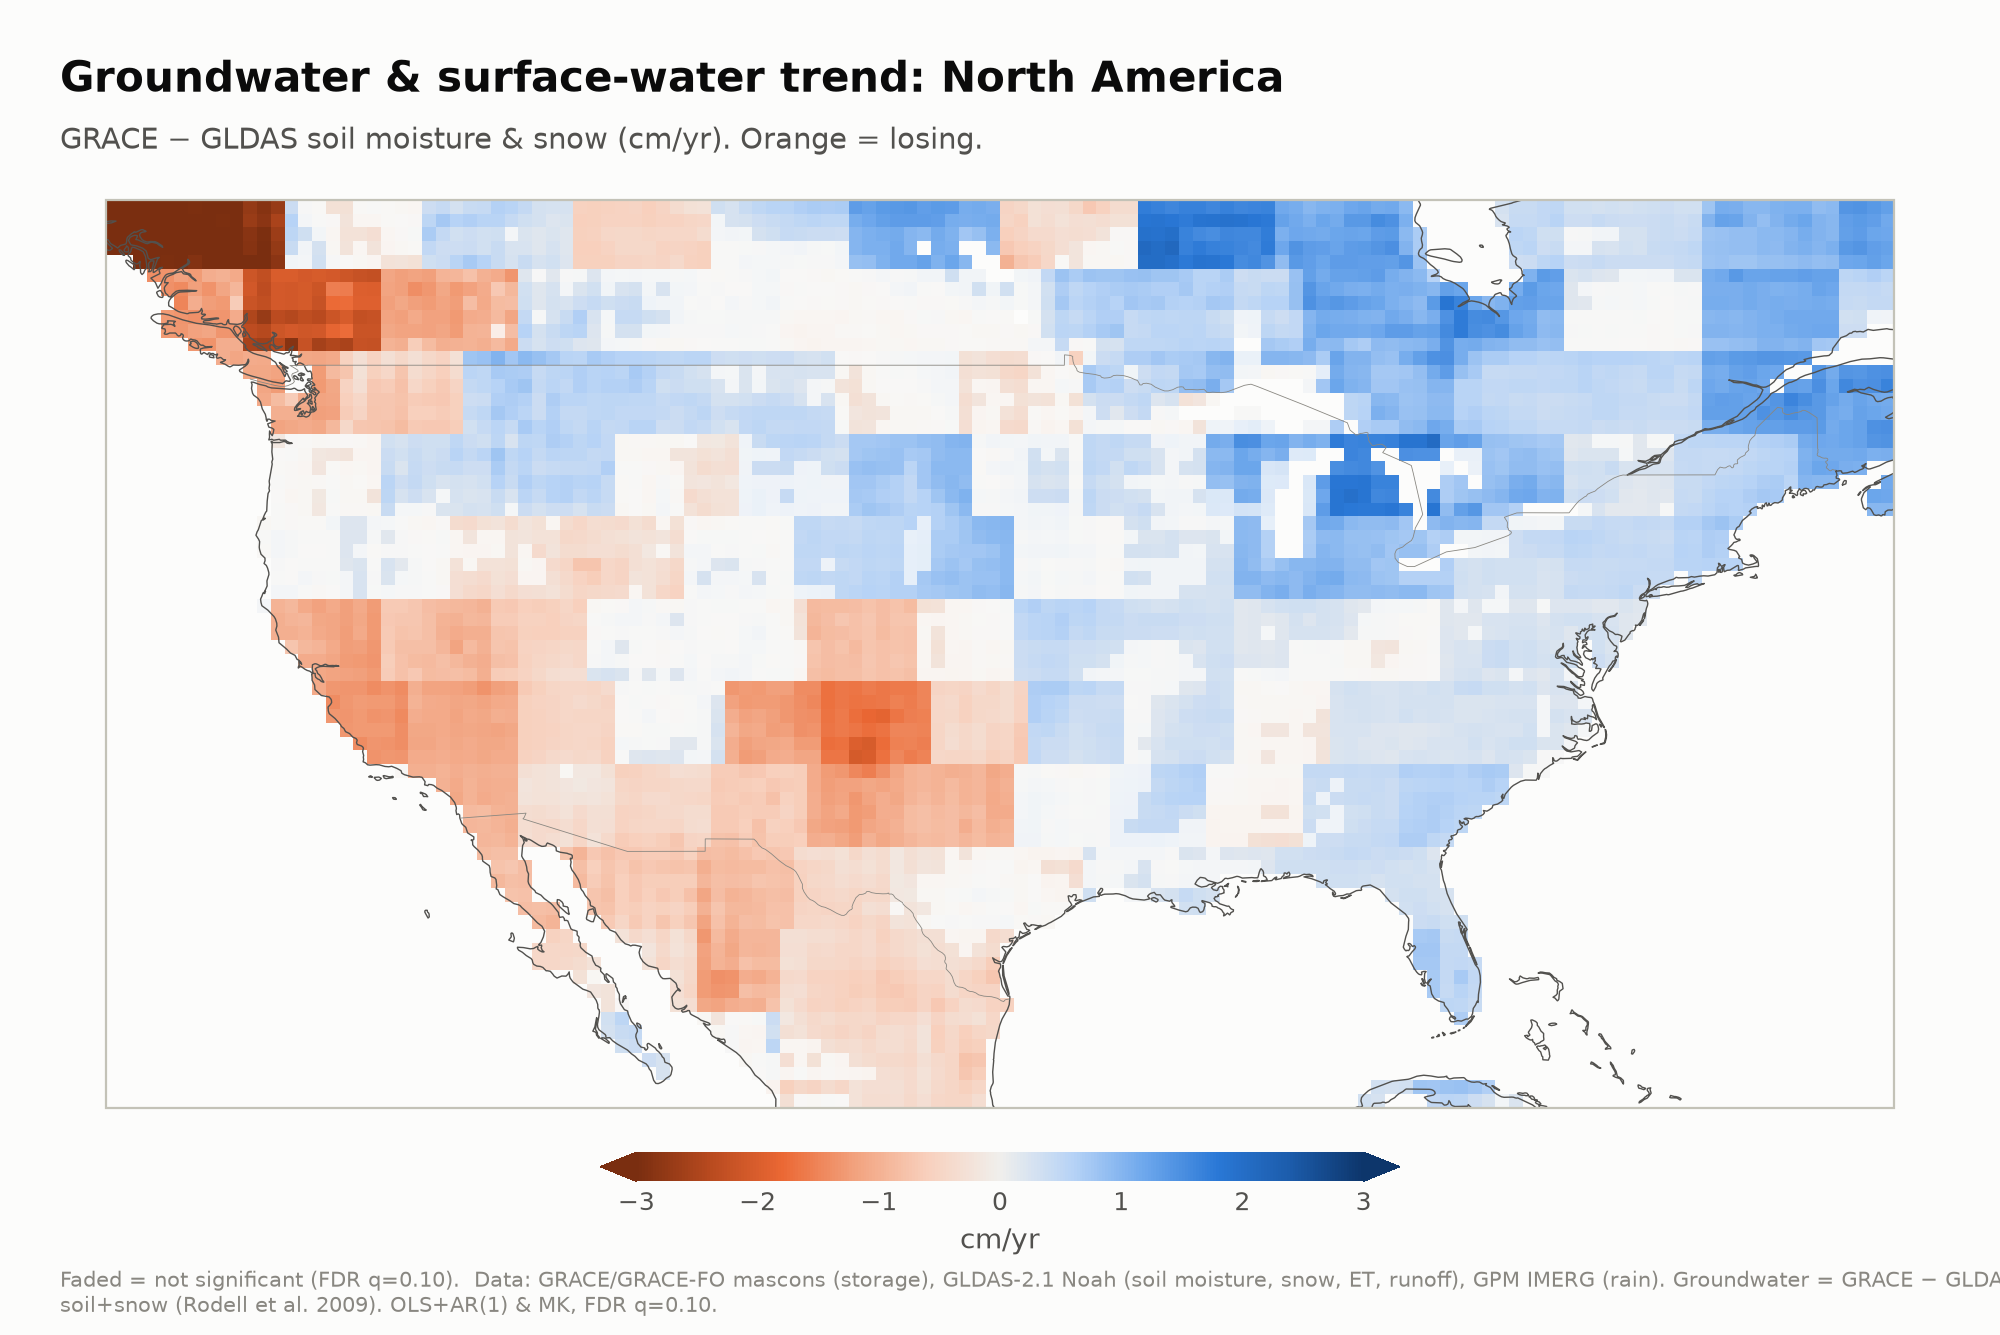 Groundwater & surface-water trend: North America
GRACE − GLDAS soil moisture & snow (cm/yr). Orange = losing.
−3 −2 −1 0 1 2 3
cm/yr
Faded = not significant (FDR q=0.10).  Data: GRACE/GRACE-FO mascons (storage), GLDAS-2.1 Noah (soil moisture, snow, ET, runoff), GPM IMERG (rain). Groundwater = GRACE − GLDA
soil+snow (Rodell et al. 2009). OLS+AR(1) & MK, FDR q=0.10.